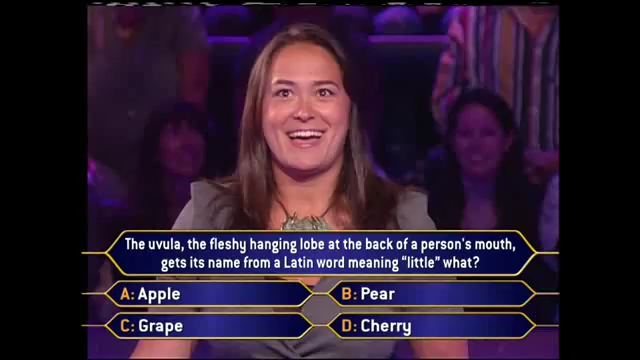 The uvula, the fleshy hanging lobe at the back of a person's mouth,
gets its name from a Latin word meaning “little” what?
A: Apple
B: Pear
C: Grape
D: Cherry